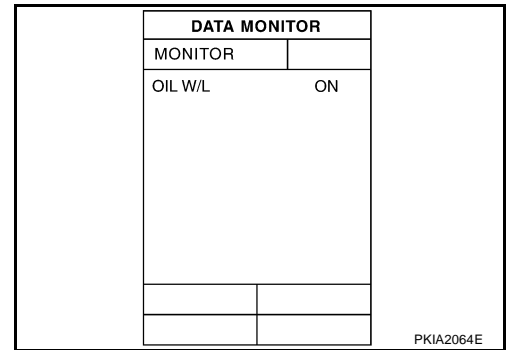 DATA MONITOR
MONITOR
OIL W/L ON
PKIA2064E